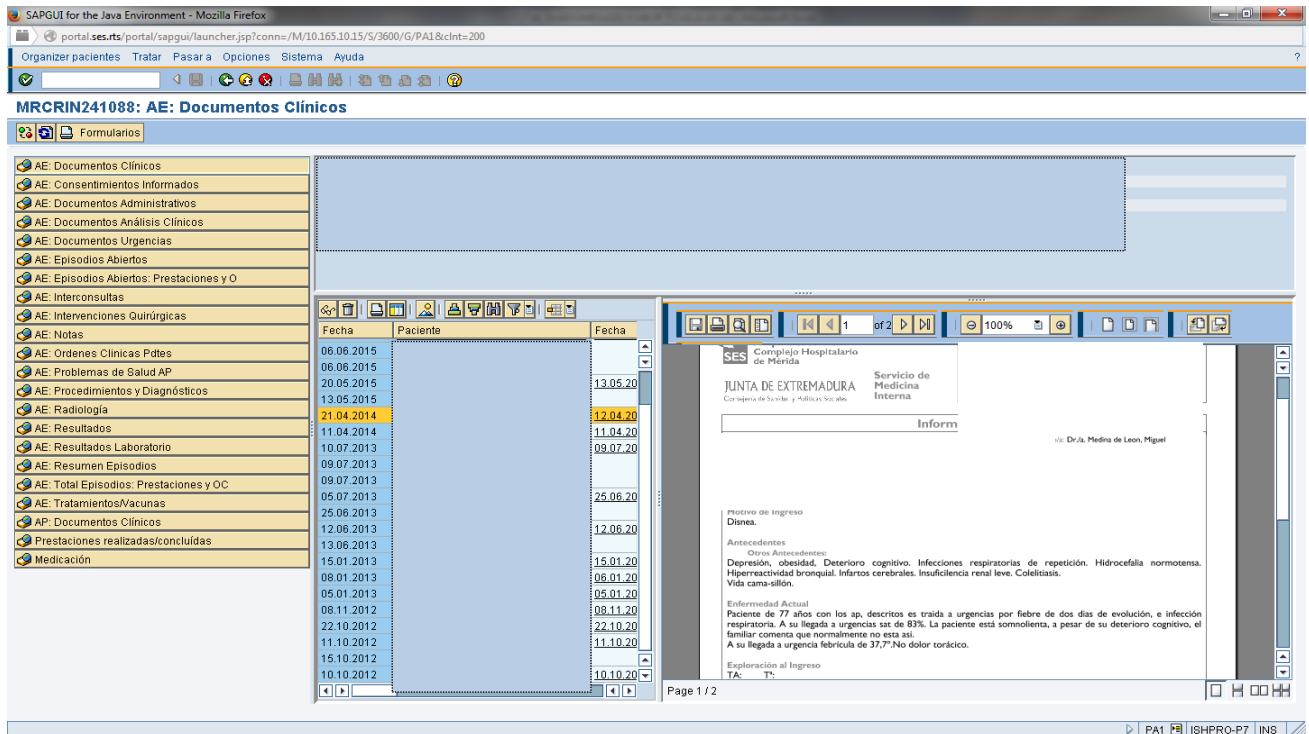 SAPGUI for the Java Environment - Mozilla Firefox
portal.ses.rts/portal/sapgui/launcher.jsp?conn=/M/10.165.10.15/S/3600/G/PA1&clnt=200
Organizer pacientes Tratar Pasar a Opciones Sistema Ayuda ?
MRCRIN241088: AE: Documentos Clínicos
Formularios
AE: Documentos Clínicos
AE: Consentimientos Informados
AE: Documentos Administrativos
AE: Documentos Análisis Clínicos
AE: Documentos Urgencias
AE: Episodios Abiertos
AE: Episodios Abiertos: Prestaciones y O
AE: Interconsultas
AE: Intervenciones Quirúrgicas
AE: Notas
AE: Ordenes Clínicas Pdtes
AE: Problemas de Salud AP
AE: Procedimientos y Diagnósticos
AE: Radiología
AE: Resultados
AE: Resultados Laboratorio
AE: Resumen Episodios
AE: Total Episodios: Prestaciones y OC
AE: Tratamientos/Vacunas
AP: Documentos Clínicos
Prestaciones realizadas/concluídas
Medicación
Fecha Paciente Fecha
06.06.2015
06.06.2015
20.05.2015 13.05.20
13.05.2015
21.04.2014 12.04.20
11.04.2014 11.04.20
10.07.2013 09.07.20
09.07.2013
09.07.2013
05.07.2013 25.06.20
25.06.2013
12.06.2013 12.06.20
13.06.2013
15.01.2013 15.01.20
08.01.2013 06.01.20
05.01.2013 05.01.20
08.11.2012 08.11.20
22.10.2012 22.10.20
11.10.2012 11.10.20
15.10.2012
10.10.2012 10.10.20
1 of 2 100%
SES Complejo Hospitalario
de Mérida
JUNTA DE EXTREMADURA
Consejería de Sanidad y Políticas Sociales
Servicio de
Medicina
Interna
Inform
Dr./a. Medina de Leon, Miguel
Motivo de Ingreso
Disnea.
Antecedentes
Otros Antecedentes:
Depresión, obesidad, Deterioro cognitivo. Infecciones respiratorias de repetición. Hidrocefalia normotensa.
Hiperreactividad bronquial. Infartos cerebrales. Insuficilencia renal leve. Colelitiasis.
Vida cama-sillón.
Enfermedad Actual
Paciente de 77 años con los ap, descritos es traida a urgencias por fiebre de dos dias de evolución, e infección
respiratoria. A su llegada a urgencias sat de 83%. La paciente está somnolienta, a pesar de su deterioro cognitivo, el
familiar comenta que normalmente no esta asi.
A su llegada a urgencia febrícula de 37,7º.No dolor torácico.
Exploración al Ingreso
TA: Tª:
Page 1 / 2
PA1 ISHPRO-P7 INS